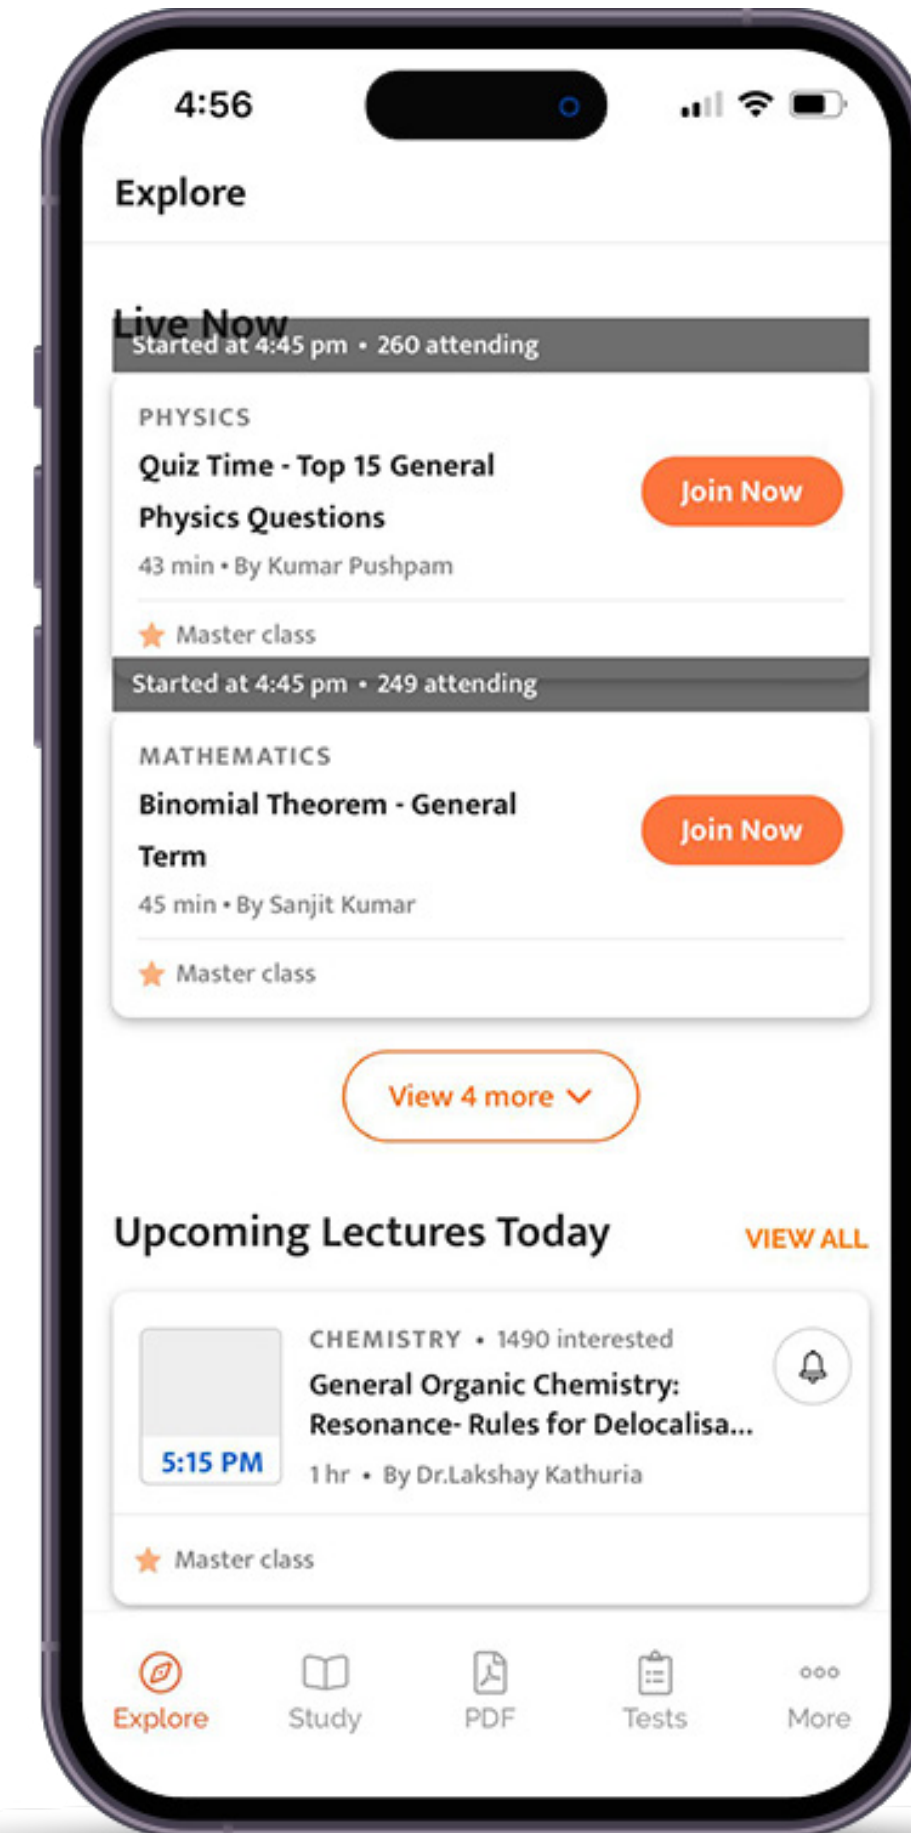 4:56
Explore
Live Now
Started at 4:45 pm • 260 attending
PHYSICS
Quiz Time - Top 15 General
Physics Questions
Join Now
43 min • By Kumar Pushpam
Master class
Started at 4:45 pm • 249 attending
MATHEMATICS
Binomial Theorem - General
Term
Join Now
45 min • By Sanjit Kumar
Master class
View 4 more
Upcoming Lectures Today
VIEW ALL
CHEMISTRY • 1490 interested
General Organic Chemistry:
Resonance- Rules for Delocalisa...
5:15 PM
1 hr • By Dr.Lakshay Kathuria
Master class
Explore
Study
PDF
Tests
More